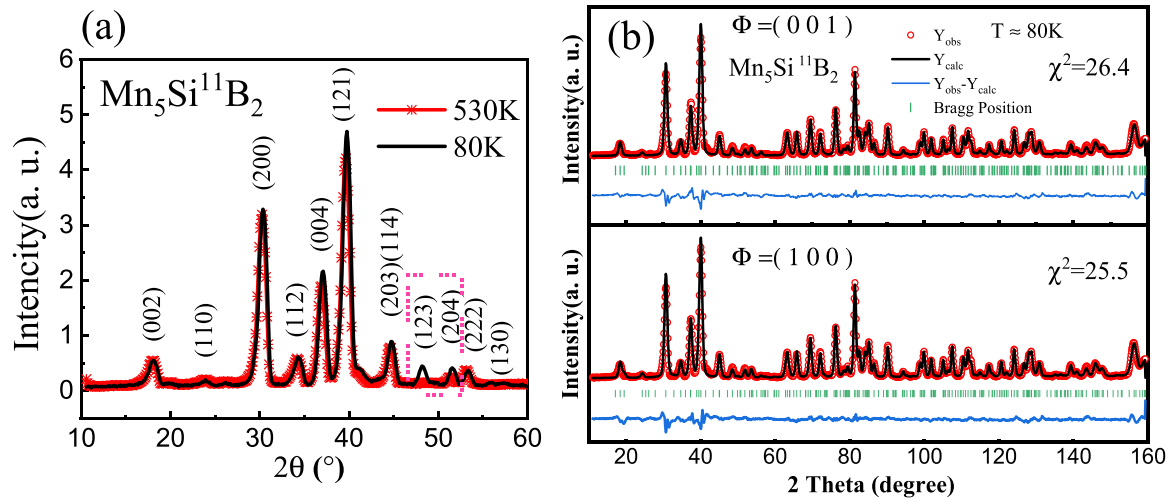 (a)
Mn5Si11B2
530K
80K
(002)
(110)
(200)
(112)
(004)
(121)
(203)(114)
(123)
(204)
(222)
(130)
Intencity(a. u.)
6
5
4
3
2
1
0
10 20 30 40 50 60
2θ (°)
(b)
Φ =( 0 0 1 )
Mn5Si 11B2
Yobs
Ycalc
Yobs-Ycalc
Bragg Position
T ≈ 80K
χ2=26.4
Intensity(a. u.)
Φ =( 1 0 0 )
χ2=25.5
Intensity(a. u.)
20 40 60 80 100 120 140 160
2 Theta (degree)